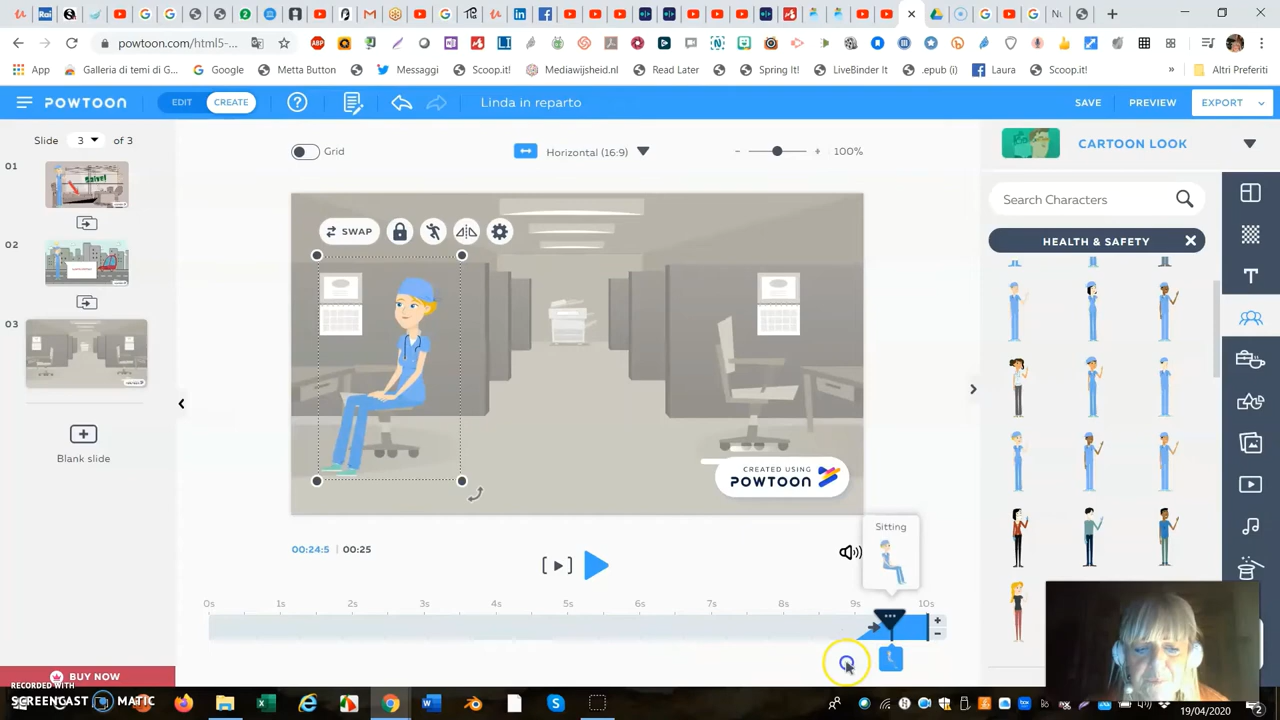 powtoon.com/html5-...
App
Galleria di temi di G...
Google
Metta Button
Messaggi
Scoop.it!
Mediawijsheid.nl
Read Later
Spring It!
LiveBinder It
.epub (i)
Laura
Scoop.it!
»
Altri Preferiti
POWTOON
EDIT
CREATE
Linda in reparto
SAVE
PREVIEW
EXPORT
Slide
3
of 3
Grid
Horizontal (16:9)
- + 100%
CARTOON LOOK
Search Characters
HEALTH & SAFETY
01
02
03
Blank slide
SWAP
CREATED USING
POWTOON
Sitting
00:24:5
00:25
0s 1s 2s 3s 4s 5s 6s 7s 8s 9s 10s
BUY NOW
RECORDED WITH
SCREENCAST MATIC
19/04/2020